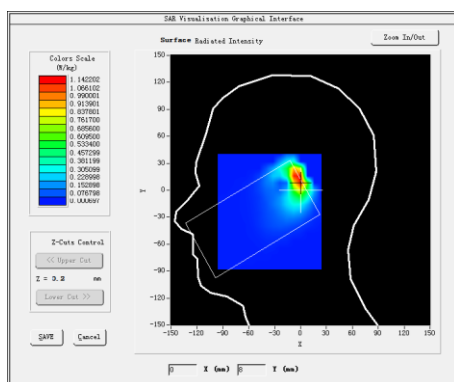 SAR Visualisation Graphical Interface
Surface Radiated Intensity
Zoom In/Out
Colors Scale
(W/kg)
1.142202
1.066102
0.990001
0.913901
0.837801
0.761700
0.685600
0.609500
0.533400
0.457299
0.381199
0.305099
0.228998
0.152898
0.076798
0.000697
Z-Cuts Control
<< Upper Cut
Z = 3.2 mm
Lower Cut >>
SAVE Cancel
150
120
90
60
30
Y 0
-30
-60
-90
-120
-150
-150 -120 -90 -60 -30 0 30 60 90 120 150
X
0 X (mm) 8 Y (mm)